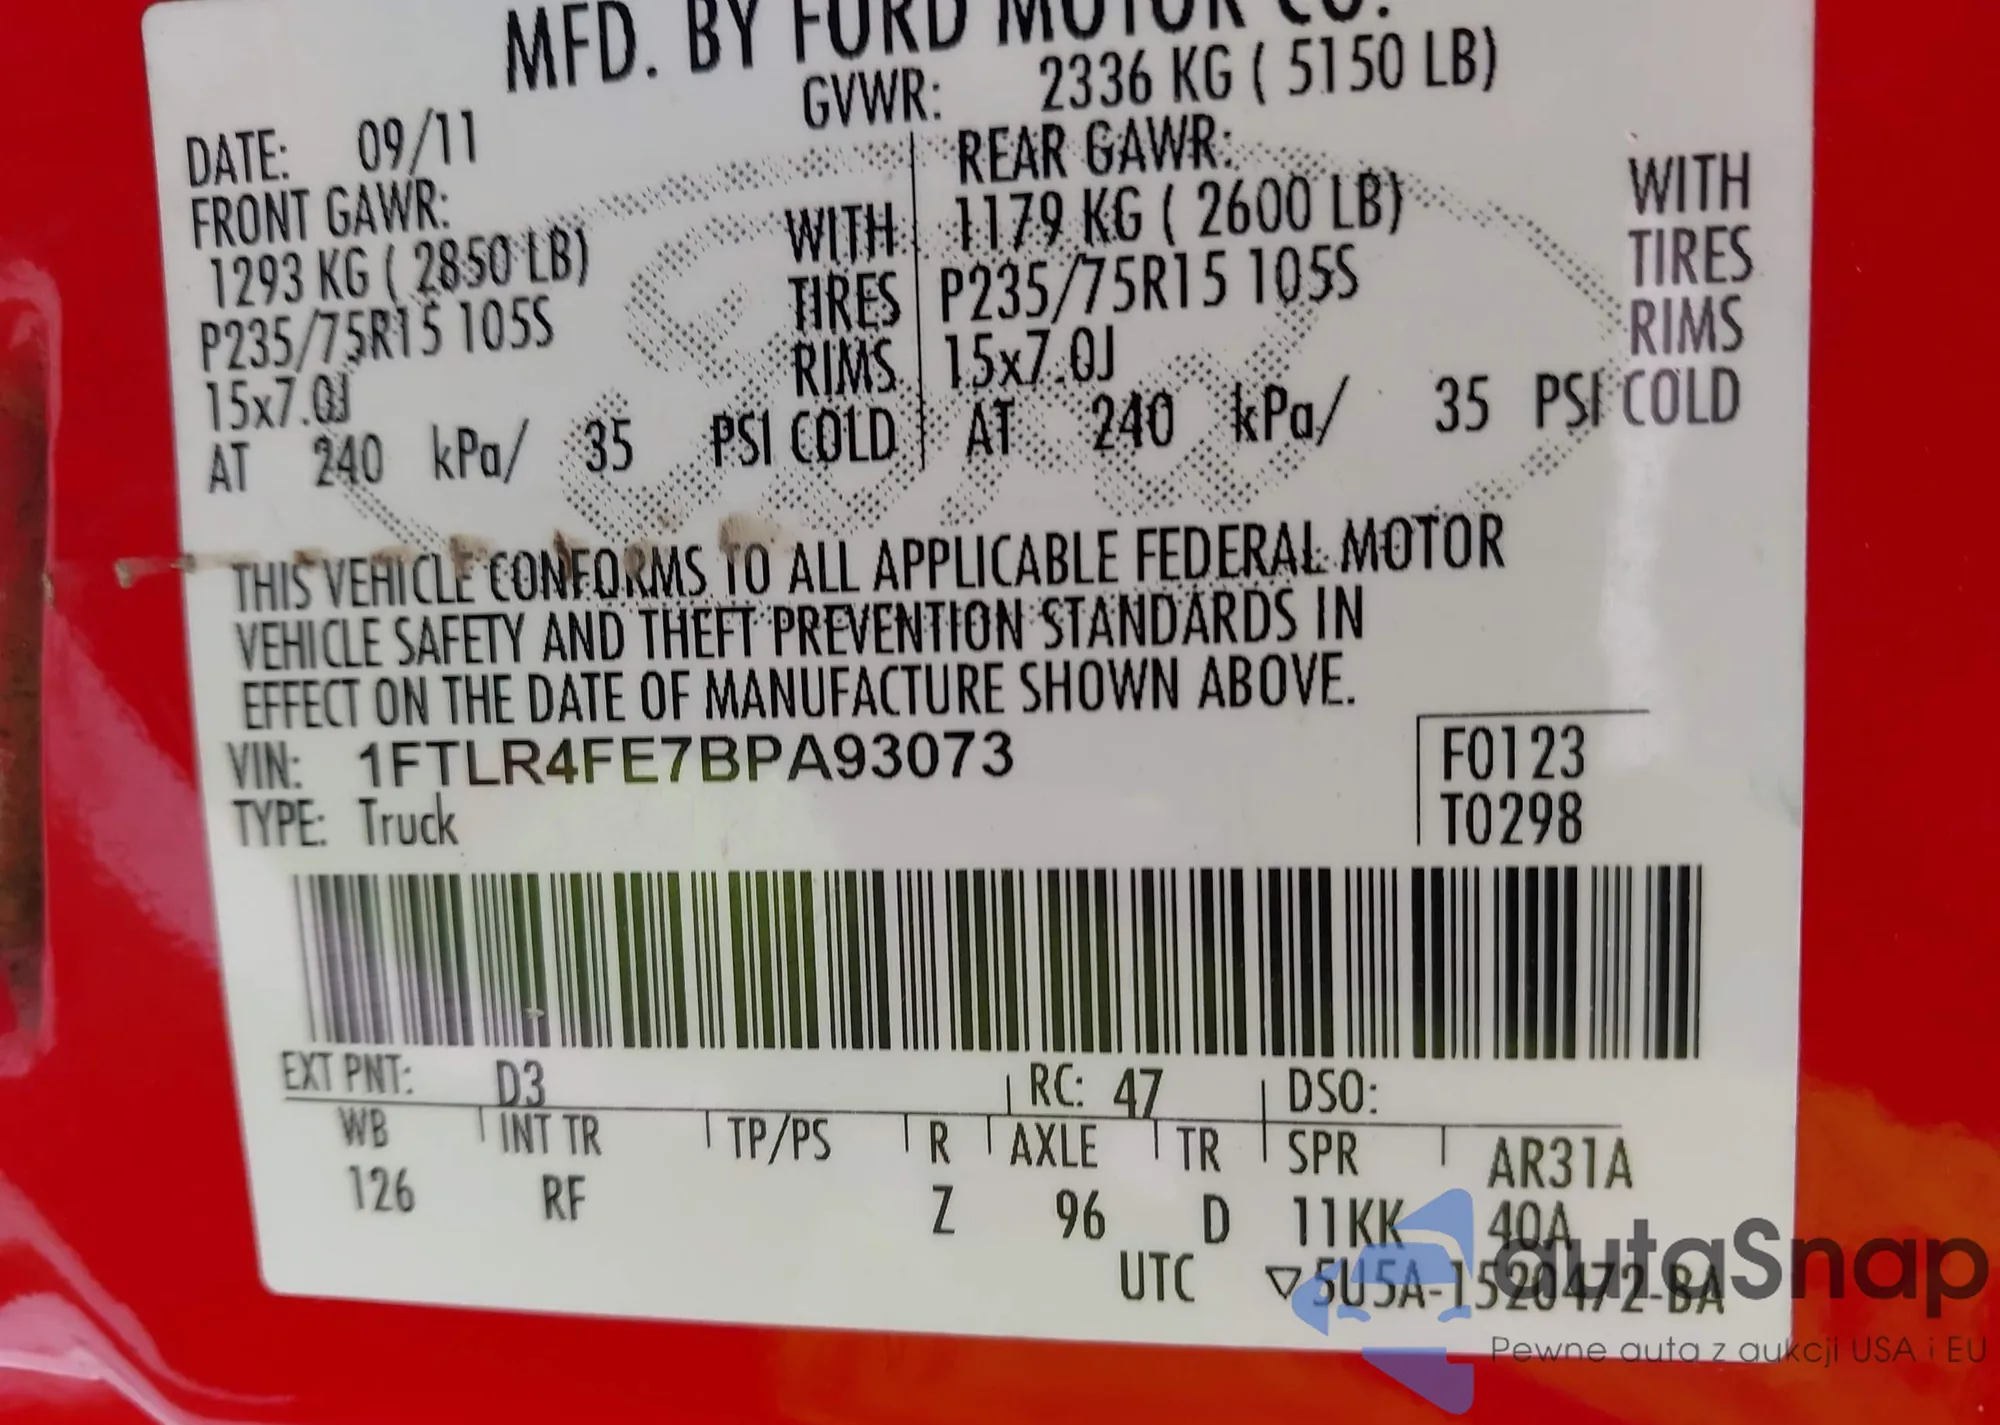 MFD. BY FORD MOTOR CO.
GVWR: 2336 KG ( 5150 LB)
DATE: 09/11
FRONT GAWR:
1293 KG ( 2850 LB)
P235/75R15 105S
15x7.0J
AT 240 kPa/ 35 PSI COLD
WITH
TIRES
RIMS
REAR GAWR:
1179 KG ( 2600 LB)
P235/75R15 105S
15x7.0J
AT 240 kPa/ 35 PSI COLD
WITH
TIRES
RIMS
THIS VEHICLE CONFORMS TO ALL APPLICABLE FEDERAL MOTOR
VEHICLE SAFETY AND THEFT PREVENTION STANDARDS IN
EFFECT ON THE DATE OF MANUFACTURE SHOWN ABOVE.
VIN: 1FTLR4FE7BPA93073
TYPE: Truck
F0123
T0298
EXT PNT: D3 RC: 47 DSO:
WB INT TR TP/PS R AXLE TR SPR AR31A
126 RF Z 96 D 11KK 40A
UTC ▽5U5A-1520472-BA
autaSnap
Pewne auta z aukcji USA i EU